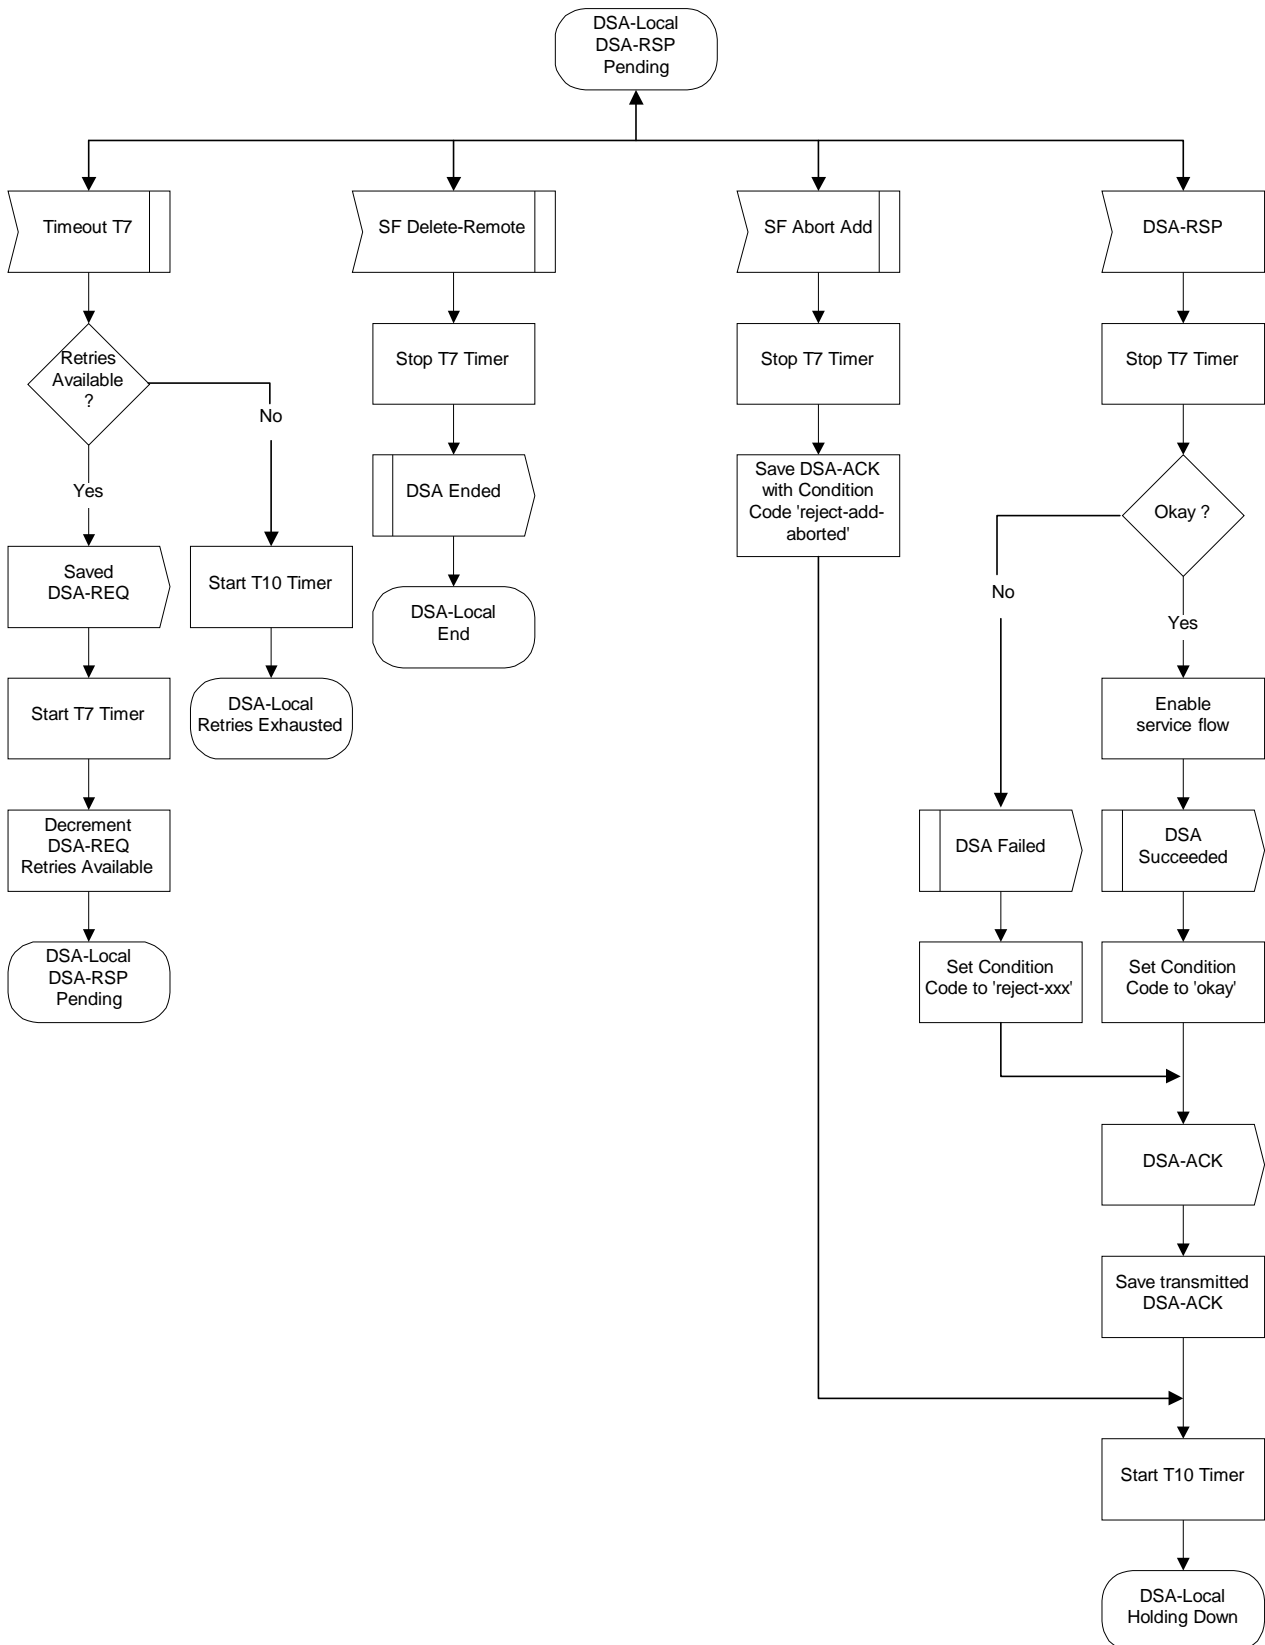 DSA-Local
DSA-RSP
Pending
Timeout T7
SF Delete-Remote
SF Abort Add
DSA-RSP
Retries
Available
?
No
Yes
Stop T7 Timer
Stop T7 Timer
Stop T7 Timer
DSA Ended
Save DSA-ACK
with Condition
Code 'reject-add-
aborted'
Okay ?
No
Yes
Saved
DSA-REQ
Start T10 Timer
DSA-Local
End
Start T7 Timer
DSA-Local
Retries Exhausted
Enable
service flow
Decrement
DSA-REQ
Retries Available
DSA Failed
DSA
Succeeded
DSA-Local
DSA-RSP
Pending
Set Condition
Code to 'reject-xxx'
Set Condition
Code to 'okay'
DSA-ACK
Save transmitted
DSA-ACK
Start T10 Timer
DSA-Local
Holding Down